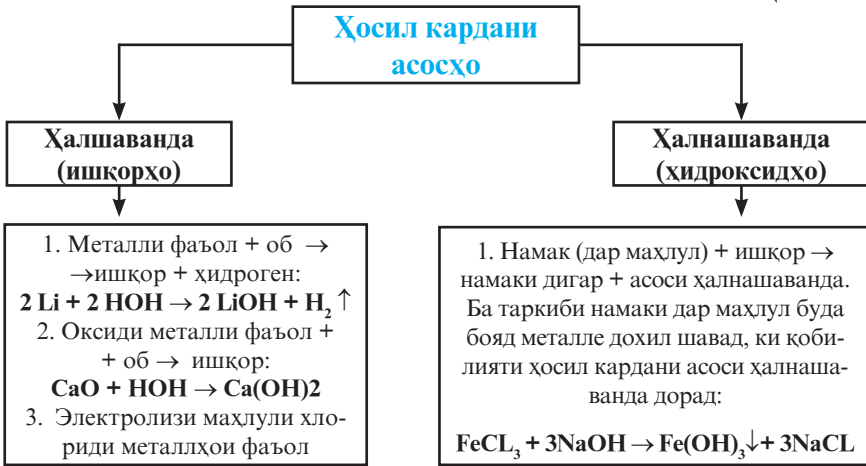 Ҳосил кардани
асосҳо
Ҳалшаванда
(ишқорҳо)
1. Металли фаъол + об →
→ишқор + ҳидроген:
2 Li + 2 HOH → 2 LiOH + H₂ ↑
2. Оксиди металли фаъол +
+ об → ишқор:
CaO + HOH → Ca(OH)2
3. Электролизи маҳлули хло-
риди металлҳои фаъол
Ҳалнашаванда
(ҳидроксидҳо)
1. Намак (дар маҳлул) + ишқор →
намаки дигар + асоси ҳалнашаванда.
Ба таркиби намаки дар маҳлул буда
бояд металле дохил шавад, ки қоби-
лияти ҳосил кардани асоси ҳалнаша-
ванда дорад:
FeCL₃ + 3NaOH → Fe(OH)₃↓+ 3NaCL